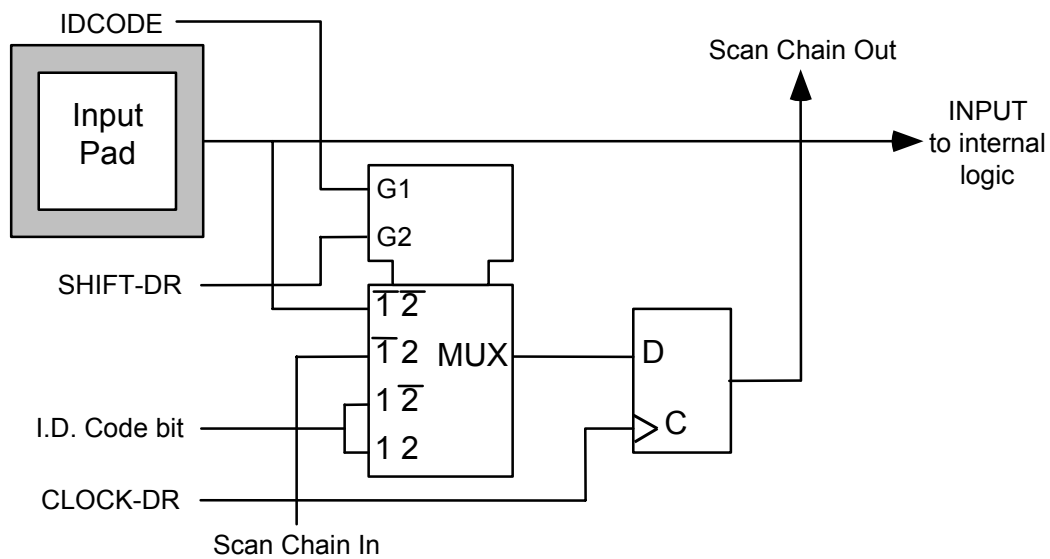 IDCODE
Scan Chain Out
Input
Pad
INPUT
to internal
logic
G1
G2
SHIFT-DR
1̅ 2̅
1̅ 2
MUX
D
1 2̅
I.D. Code bit
C
1 2
CLOCK-DR
Scan Chain In